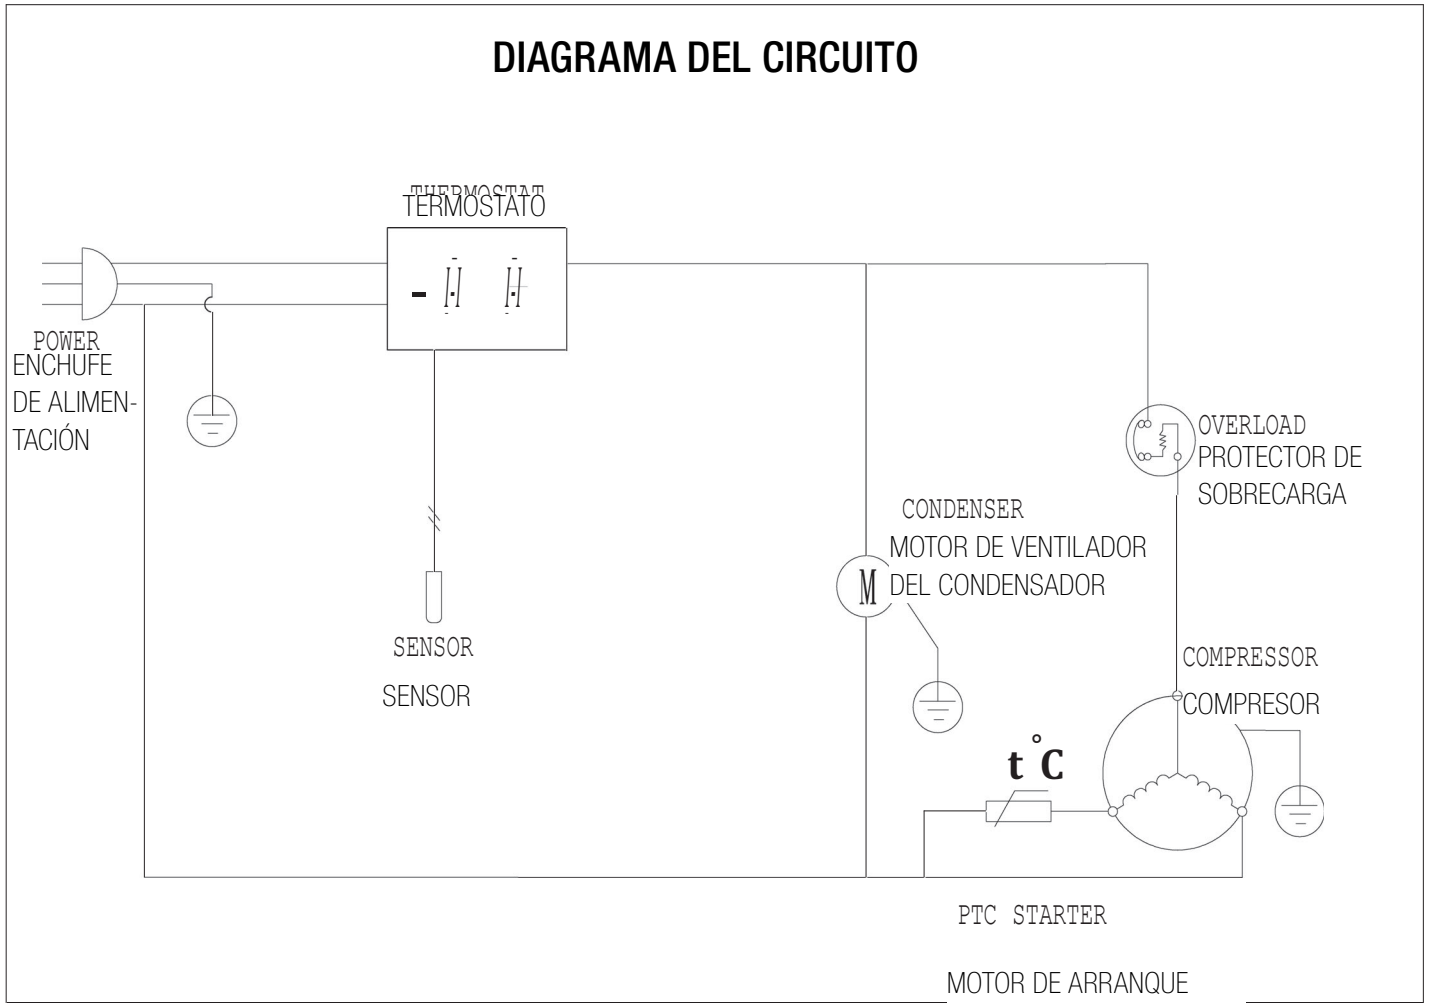 DIAGRAMA DEL CIRCUITO
THERMOSTAT
TERMOSTATO
POWER
ENCHUFE
DE ALIMEN-
TACIÓN
OVERLOAD
PROTECTOR DE
SOBRECARGA
CONDENSER
MOTOR DE VENTILADOR
M
DEL CONDENSADOR
SENSOR
SENSOR
COMPRESSOR
COMPRESOR
t°C
PTC STARTER
MOTOR DE ARRANQUE